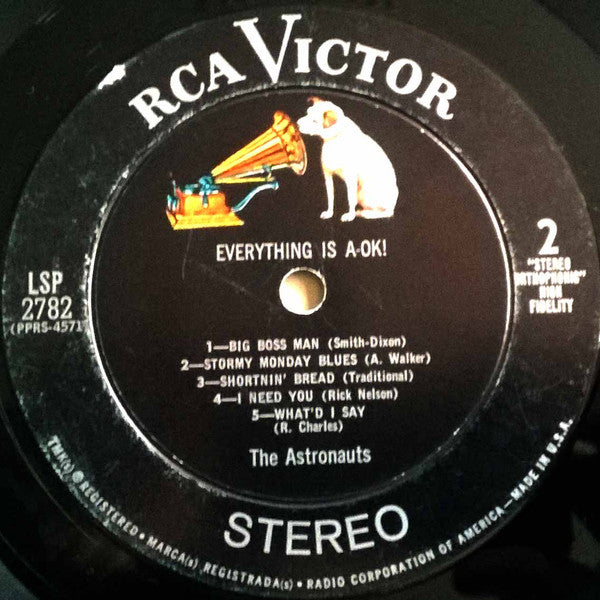 RCA VICTOR
EVERYTHING IS A-OK!
LSP
2782
(PPRS-4571
2
"STEREO
ORTHOPHONIC"
HIGH
FIDELITY
1—BIG BOSS MAN (Smith-Dixon)
2—STORMY MONDAY BLUES (A. Walker)
3—SHORTNIN' BREAD (Traditional)
4—I NEED YOU (Rick Nelson)
5—WHAT'D I SAY
(R. Charles)
The Astronauts
STEREO
TMK(s) ® REGISTERED • MARCA(s) REGISTRADA(s) • RADIO CORPORATION OF AMERICA—MADE IN U.S.A.